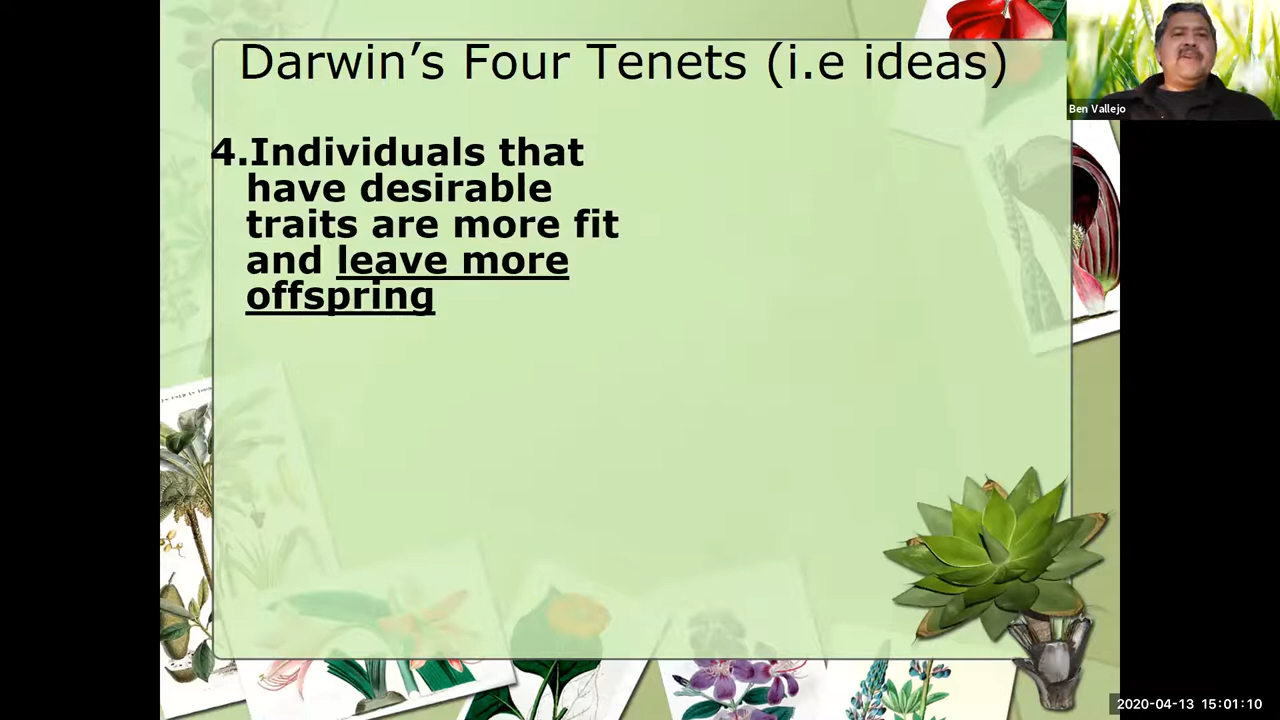 Darwin’s Four Tenets (i.e ideas)
Ben Vallejo
4.Individuals that
have desirable
traits are more fit
and leave more
offspring
2020-04-13 15:01:10